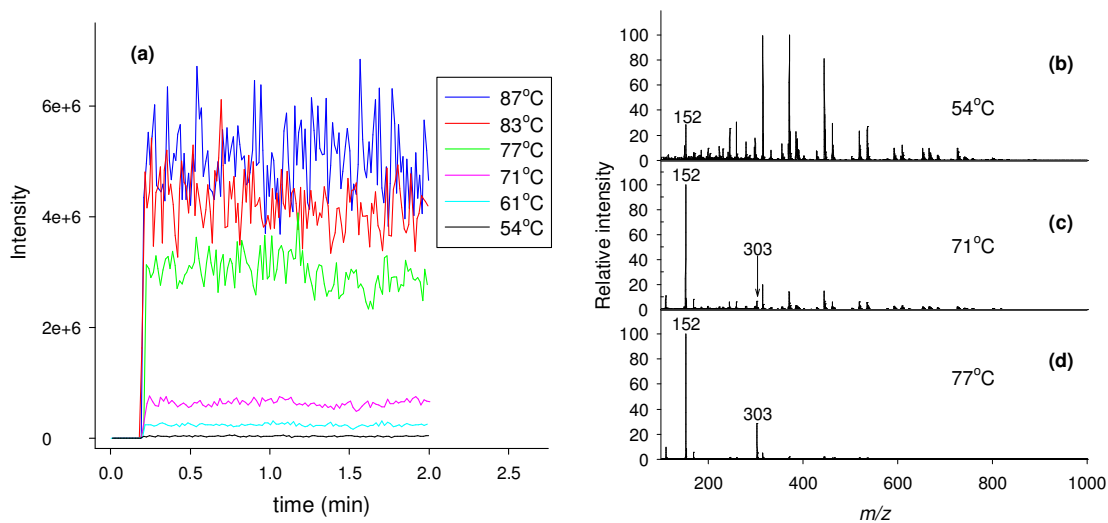 (a)
6e+6
4e+6
2e+6
0
Intensity
0.0 0.5 1.0 1.5 2.0 2.5
time (min)
87°C
83°C
77°C
71°C
61°C
54°C
Relative intensity
100
80
60
40
20
0
152
(b)
54°C
100
80
60
40
20
0
152
303
(c)
71°C
100
80
60
40
20
0
152
303
(d)
77°C
200 400 600 800 1000
m/z